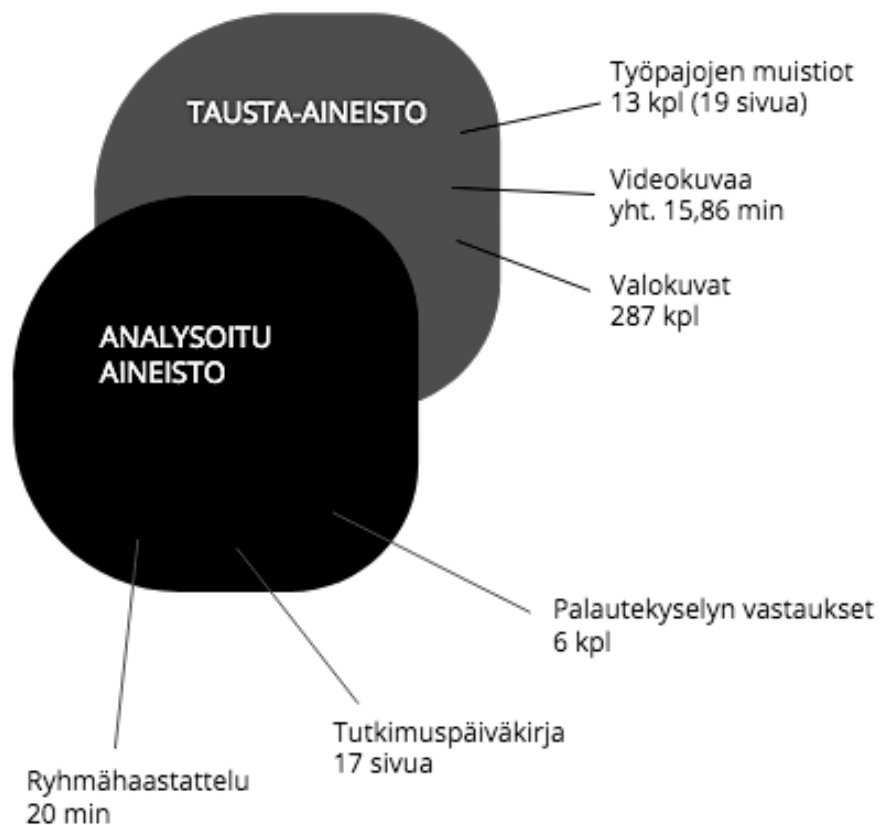 TAUSTA-AINEISTO
Työpajojen muistiot
13 kpl (19 sivua)
Videokuvaa
yht. 15,86 min
Valokuvat
287 kpl
ANALYSOITU
AINEISTO
Palautekyselyn vastaukset
6 kpl
Tutkimuspäiväkirja
17 sivua
Ryhmähaastattelu
20 min